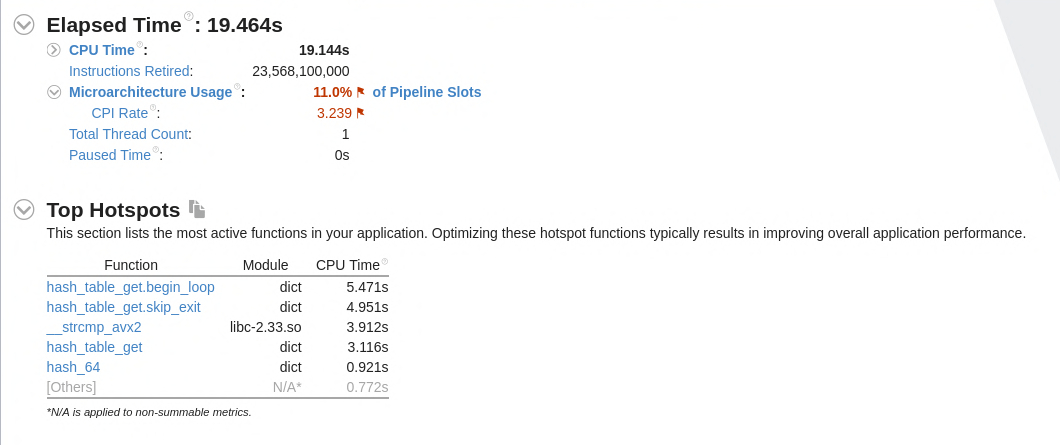 Elapsed Time: 19.464s
CPU Time: 19.144s
Instructions Retired: 23,568,100,000
Microarchitecture Usage: 11.0% of Pipeline Slots
CPI Rate: 3.239
Total Thread Count: 1
Paused Time: 0s
Top Hotspots
This section lists the most active functions in your application. Optimizing these hotspot functions typically results in improving overall application performance.
Function Module CPU Time
hash_table_get.begin_loop dict 5.471s
hash_table_get.skip_exit dict 4.951s
__strcmp_avx2 libc-2.33.so 3.912s
hash_table_get dict 3.116s
hash_64 dict 0.921s
[Others] N/A* 0.772s
*N/A is applied to non-summable metrics.